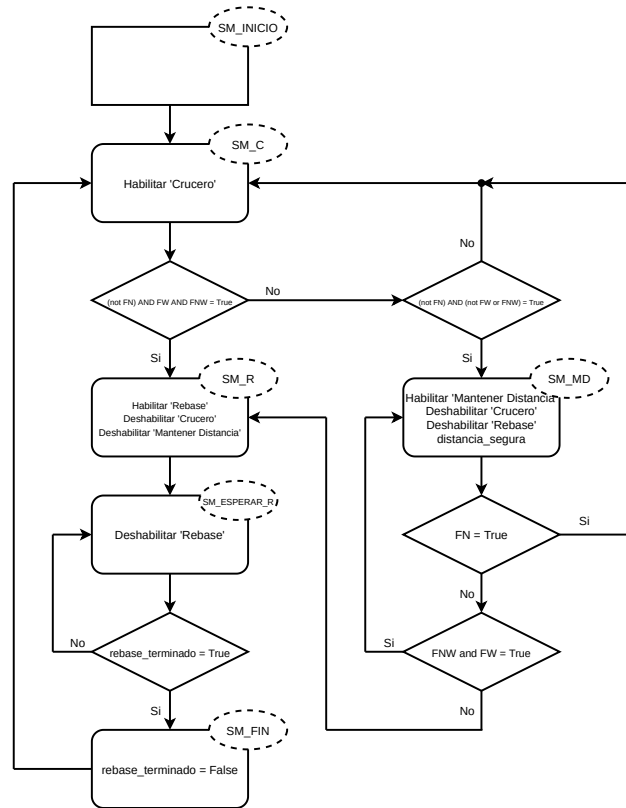 SM_INICIO
SM_C
Habilitar 'Crucero'
No
(not FN) AND FW AND FNW = True
No
(not FN) AND (not FW or FNW) = True
Si
Si
SM_R
SM_MD
Habilitar 'Rebase'
Deshabilitar 'Crucero'
Deshabilitar 'Mantener Distancia'
Habilitar 'Mantener Distancia'
Deshabilitar 'Crucero'
Deshabilitar 'Rebase'
distancia_segura
SM_ESPERAR_R
Deshabilitar 'Rebase'
FN = True
Si
No
No
rebase_terminado = True
Si
FNW and FW = True
Si
No
SM_FIN
rebase_terminado = False